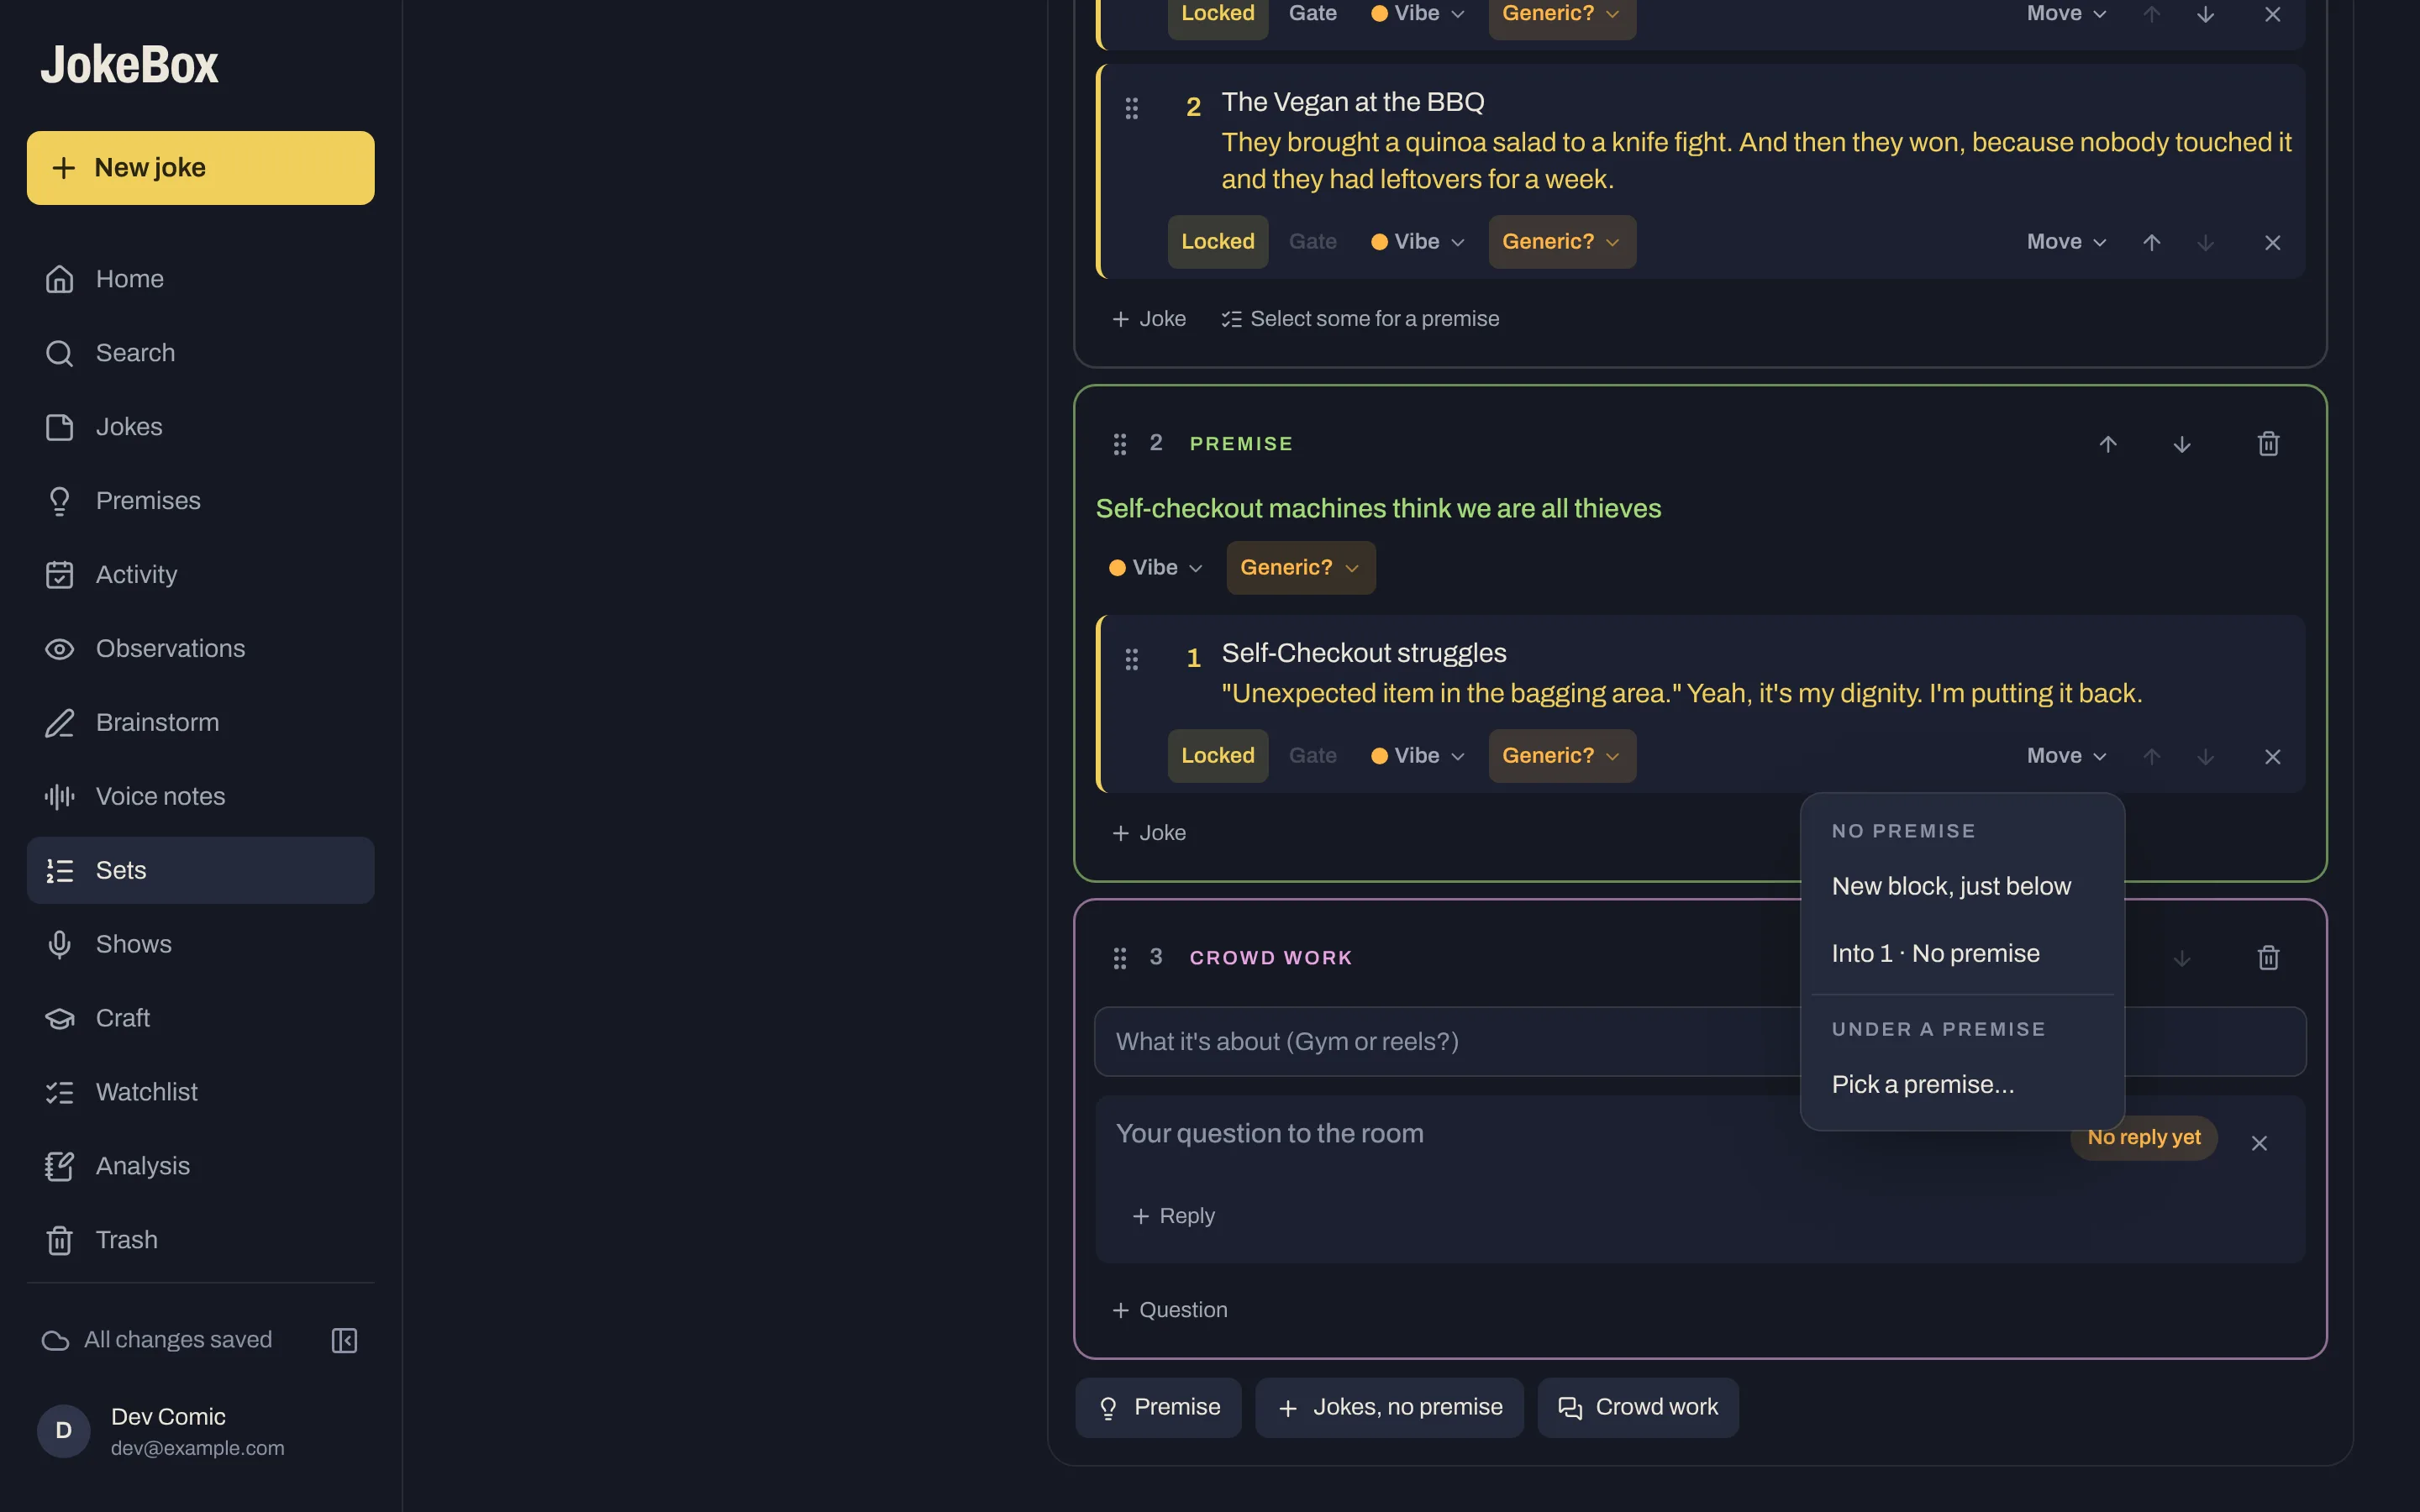 JokeBox
New joke
Home
Search
Jokes
Premises
Activity
Observations
Brainstorm
Voice notes
Sets
Shows
Craft
Watchlist
Analysis
Trash
All changes saved
D
Dev Comic
dev@example.com
Locked Gate Vibe Generic? Move
2 The Vegan at the BBQ
They brought a quinoa salad to a knife fight. And then they won, because nobody touched it
and they had leftovers for a week.
Locked Gate Vibe Generic? Move
+ Joke Select some for a premise
2 PREMISE
Self-checkout machines think we are all thieves
Vibe Generic?
1 Self-Checkout struggles
"Unexpected item in the bagging area." Yeah, it's my dignity. I'm putting it back.
Locked Gate Vibe Generic? Move
+ Joke
NO PREMISE
New block, just below
Into 1 · No premise
UNDER A PREMISE
Pick a premise...
3 CROWD WORK
What it's about (Gym or reels?)
Your question to the room
No reply yet
+ Reply
+ Question
Premise
+ Jokes, no premise
Crowd work